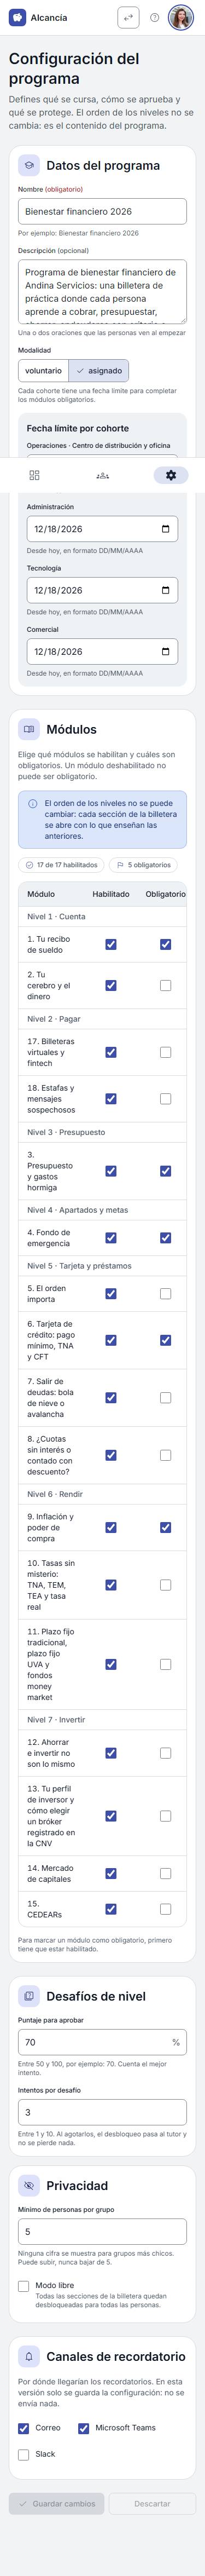 Alcancía
Configuración del
programa
Defines qué se cursa, cómo se aprueba y
qué se protege. El orden de los niveles no se
cambia: es el contenido del programa.
Datos del programa
Nombre (obligatorio)
Bienestar financiero 2026
Por ejemplo: Bienestar financiero 2026
Descripción (opcional)
Programa de bienestar financiero de
Andina Servicios: una billetera de
práctica donde cada persona
aprende a cobrar, presupuestar,
Una o dos oraciones que las personas ven al empezar
Modalidad
voluntario
asignado
Cada cohorte tiene una fecha límite para completar
los módulos obligatorios.
Fecha límite por cohorte
Operaciones · Centro de distribución y oficina
Administración
12/18/2026
Desde hoy, en formato DD/MM/AAAA
Tecnología
12/18/2026
Desde hoy, en formato DD/MM/AAAA
Comercial
12/18/2026
Desde hoy, en formato DD/MM/AAAA
Módulos
Elige qué módulos se habilitan y cuáles son
obligatorios. Un módulo deshabilitado no
puede ser obligatorio.
El orden de los niveles no se puede
cambiar: cada sección de la billetera
se abre con lo que enseñan las
anteriores.
17 de 17 habilitados
5 obligatorios
Módulo Habilitado Obligatorio
Nivel 1 · Cuenta
1. Tu recibo
de sueldo
2. Tu
cerebro y el
dinero
Nivel 2 · Pagar
17. Billeteras
virtuales y
fintech
18. Estafas y
mensajes
sospechosos
Nivel 3 · Presupuesto
3.
Presupuesto
y gastos
hormiga
Nivel 4 · Apartados y metas
4. Fondo de
emergencia
Nivel 5 · Tarjeta y préstamos
5. El orden
importa
6. Tarjeta de
crédito: pago
mínimo, TNA
y CFT
7. Salir de
deudas: bola
de nieve o
avalancha
8. ¿Cuotas
sin interés o
contado con
descuento?
Nivel 6 · Rendir
9. Inflación y
poder de
compra
10. Tasas sin
misterio:
TNA, TEM,
TEA y tasa
real
11. Plazo fijo
tradicional,
plazo fijo
UVA y
fondos
money
market
Nivel 7 · Invertir
12. Ahorrar
e invertir no
son lo mismo
13. Tu perfil
de inversor y
cómo elegir
un bróker
registrado en
la CNV
14. Mercado
de capitales
15.
CEDEARs
Para marcar un módulo como obligatorio, primero
tiene que estar habilitado.
Desafíos de nivel
Puntaje para aprobar
70 %
Entre 50 y 100, por ejemplo: 70. Cuenta el mejor
intento.
Intentos por desafío
3
Entre 1 y 10. Al agotarlos, el desbloqueo pasa al tutor y
no se pierde nada.
Privacidad
Mínimo de personas por grupo
5
Ninguna cifra se muestra para grupos más chicos.
Puede subir, nunca bajar de 5.
Modo libre
Todas las secciones de la billetera quedan
desbloqueadas para todas las personas.
Canales de recordatorio
Por dónde llegarían los recordatorios. En esta
versión solo se guarda la configuración: no se
envía nada.
Correo
Microsoft Teams
Slack
Guardar cambios
Descartar